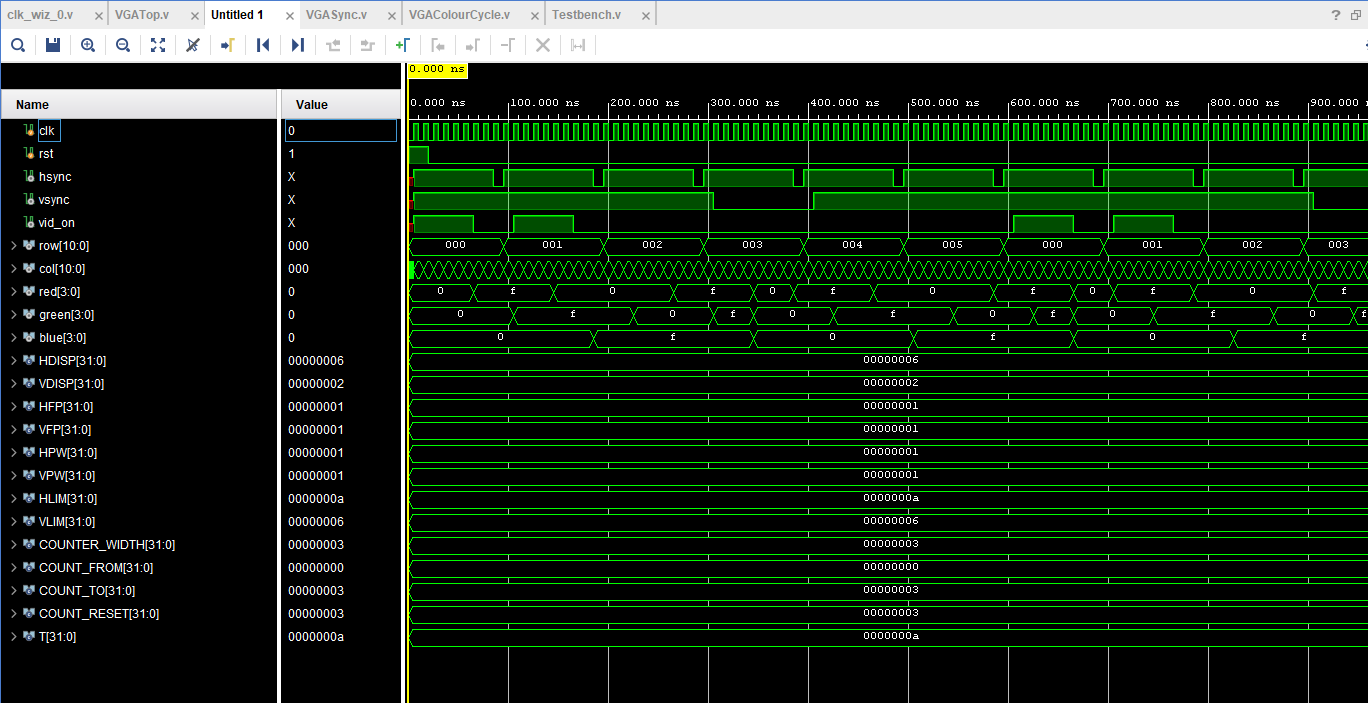 clk_wiz_0.v × VGATop.v × Untitled 1 × VGASync.v × VGAColourCycle.v × Testbench.v × ?
0.000 ns
Name Value
0.000 ns 100.000 ns 200.000 ns 300.000 ns 400.000 ns 500.000 ns 600.000 ns 700.000 ns 800.000 ns 900.000
clk 0
rst 1
hsync X
vsync X
vid_on X
row[10:0] 000 000 001 002 003 004 005 000 001 002 003
col[10:0] 000
red[3:0] 0 0 f 0 f 0 f 0 f 0 f 0 f
green[3:0] 0 0 f 0 f 0 f 0 f 0 f 0 f
blue[3:0] 0 0 f 0 f 0 f
HDISP[31:0] 00000006 00000006
VDISP[31:0] 00000002 00000002
HFP[31:0] 00000001 00000001
VFP[31:0] 00000001 00000001
HPW[31:0] 00000001 00000001
VPW[31:0] 00000001 00000001
HLIM[31:0] 0000000a 0000000a
VLIM[31:0] 00000006 00000006
COUNTER_WIDTH[31:0] 00000003 00000003
COUNT_FROM[31:0] 00000000 00000000
COUNT_TO[31:0] 00000003 00000003
COUNT_RESET[31:0] 00000003 00000003
T[31:0] 0000000a 0000000a